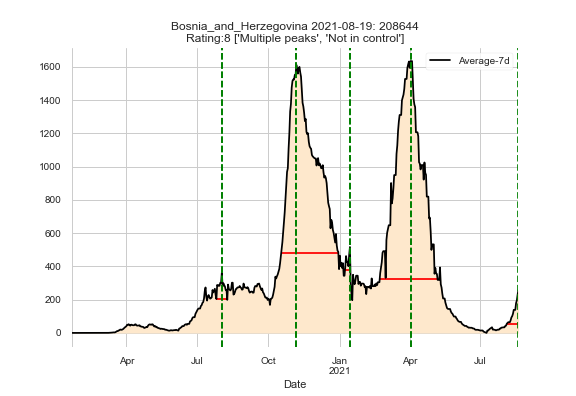 Bosnia_and_Herzegovina 2021-08-19: 208644
Rating:8 ['Multiple peaks', 'Not in control']
Average-7d
1600
1400
1200
1000
800
600
400
200
0
Apr Jul Oct Jan Apr Jul
2021
Date